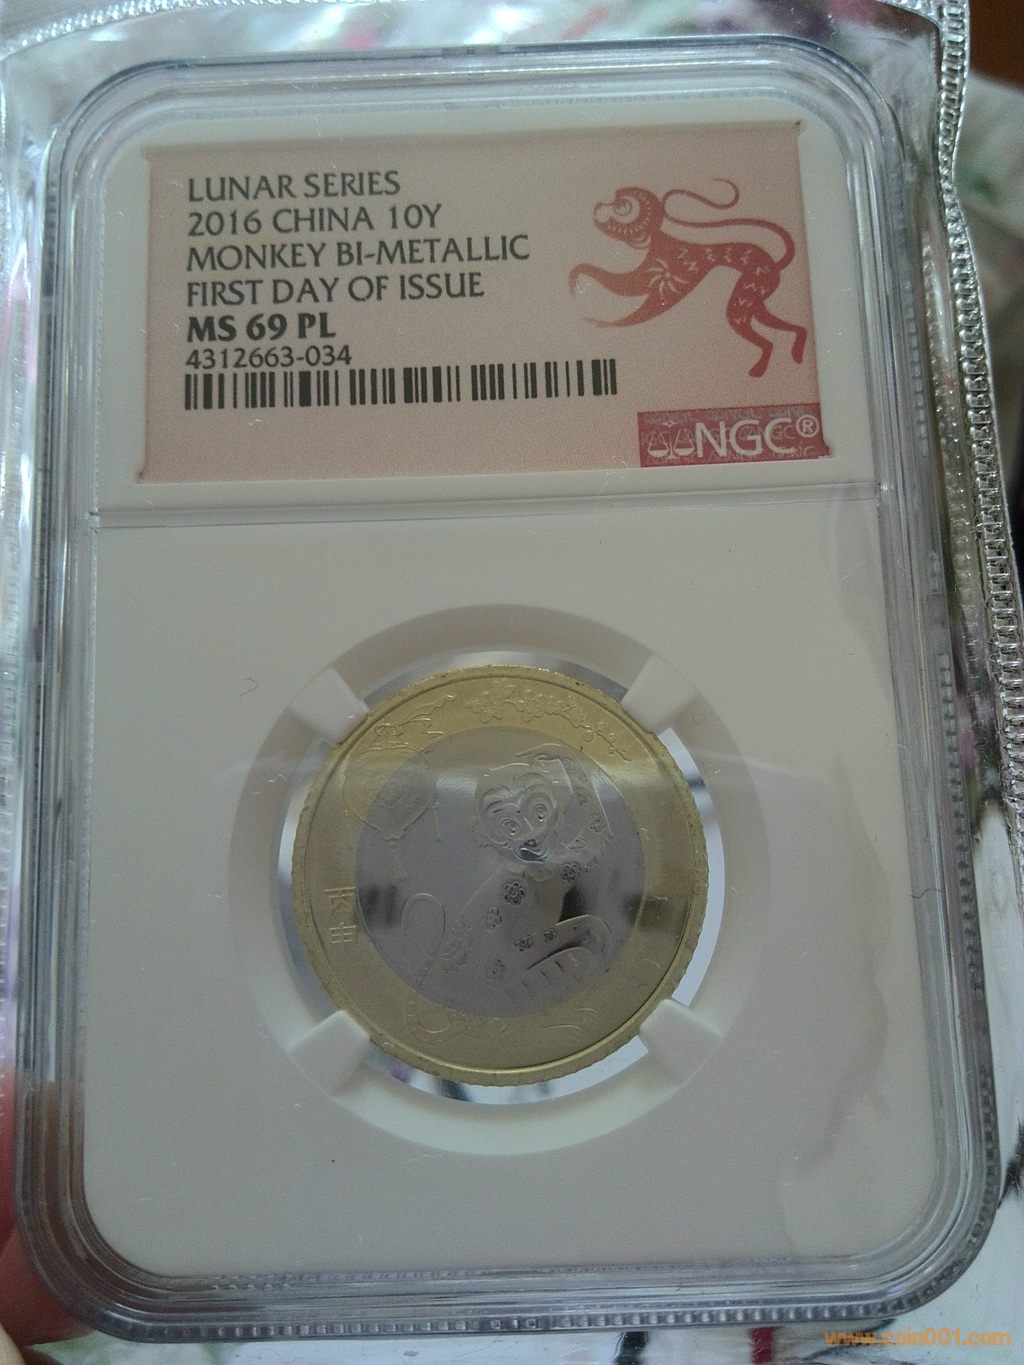 LUNAR SERIES
2016 CHINA 10Y
MONKEY BI-METALLIC
FIRST DAY OF ISSUE
MS 69 PL
4312663-034
NGC®
丙申
www.coin001.com